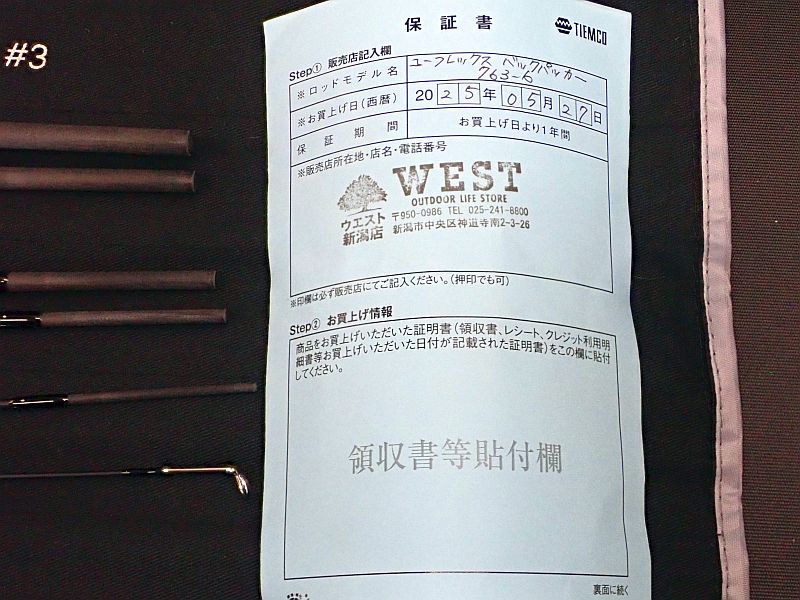 #3
保証書 TIEMCO
Step① 販売店記入欄
※ロッドモデル名 ユーフレックス ベックパッカー
763-6
※お買上げ日(西暦) 2025年05月27日
保証期間 お買上げ日より1年間
※販売店所在地・店名・電話番号
WEST
OUTDOOR LIFE STORE
ウエスト 〒950-0986 TEL 025-241-8800
新潟店 新潟市中央区神道寺南2-3-26
※印欄は必ず販売店にてご記入ください。(押印でも可)
Step② お買上げ情報
商品をお買上げいただいた証明書(領収書、レシート、クレジット利用明
細書等お買上げいただいた日付が記載された証明書)をこの欄に貼付
してください。
領収書等貼付欄
裏面に続く